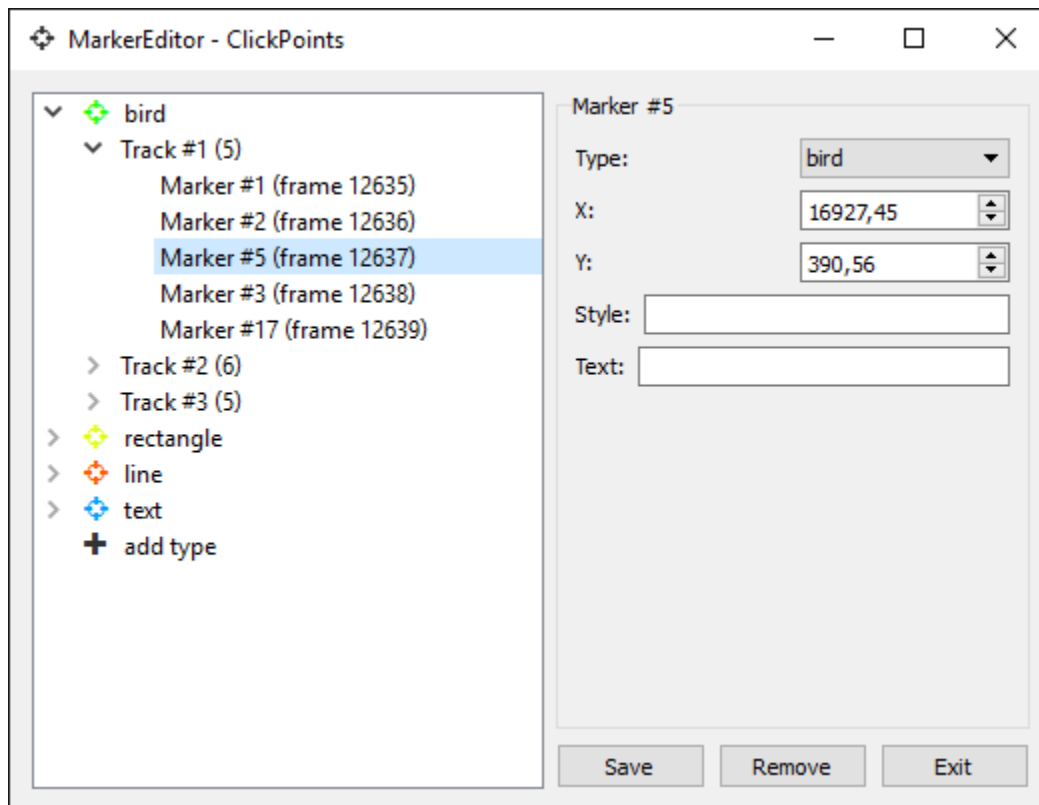 MarkerEditor - ClickPoints
bird
Track #1 (5)
Marker #1 (frame 12635)
Marker #2 (frame 12636)
Marker #5 (frame 12637)
Marker #3 (frame 12638)
Marker #17 (frame 12639)
Track #2 (6)
Track #3 (5)
rectangle
line
text
add type
Marker #5
Type: bird
X: 16927,45
Y: 390,56
Style:
Text:
Save Remove Exit